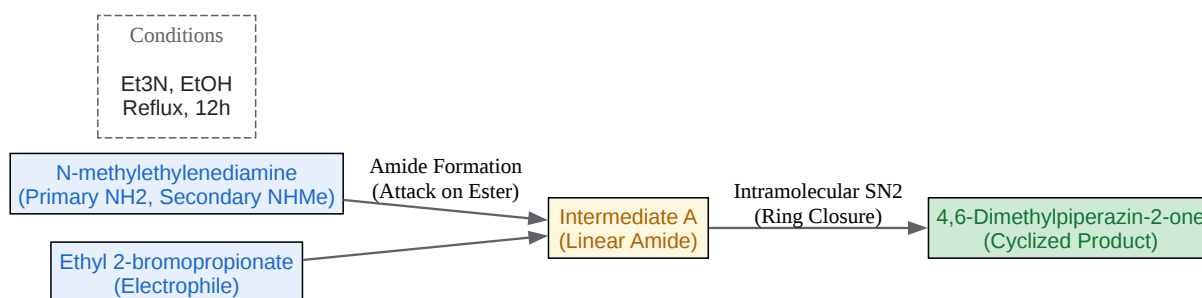 Conditions
Et3N, EtOH
Reflux, 12h
N-methylethylenediamine
(Primary NH2, Secondary NHMe)
Amide Formation
(Attack on Ester)
Ethyl 2-bromopropionate
(Electrophile)
Intermediate A
(Linear Amide)
Intramolecular SN2
(Ring Closure)
4,6-Dimethylpiperazin-2-one
(Cyclized Product)